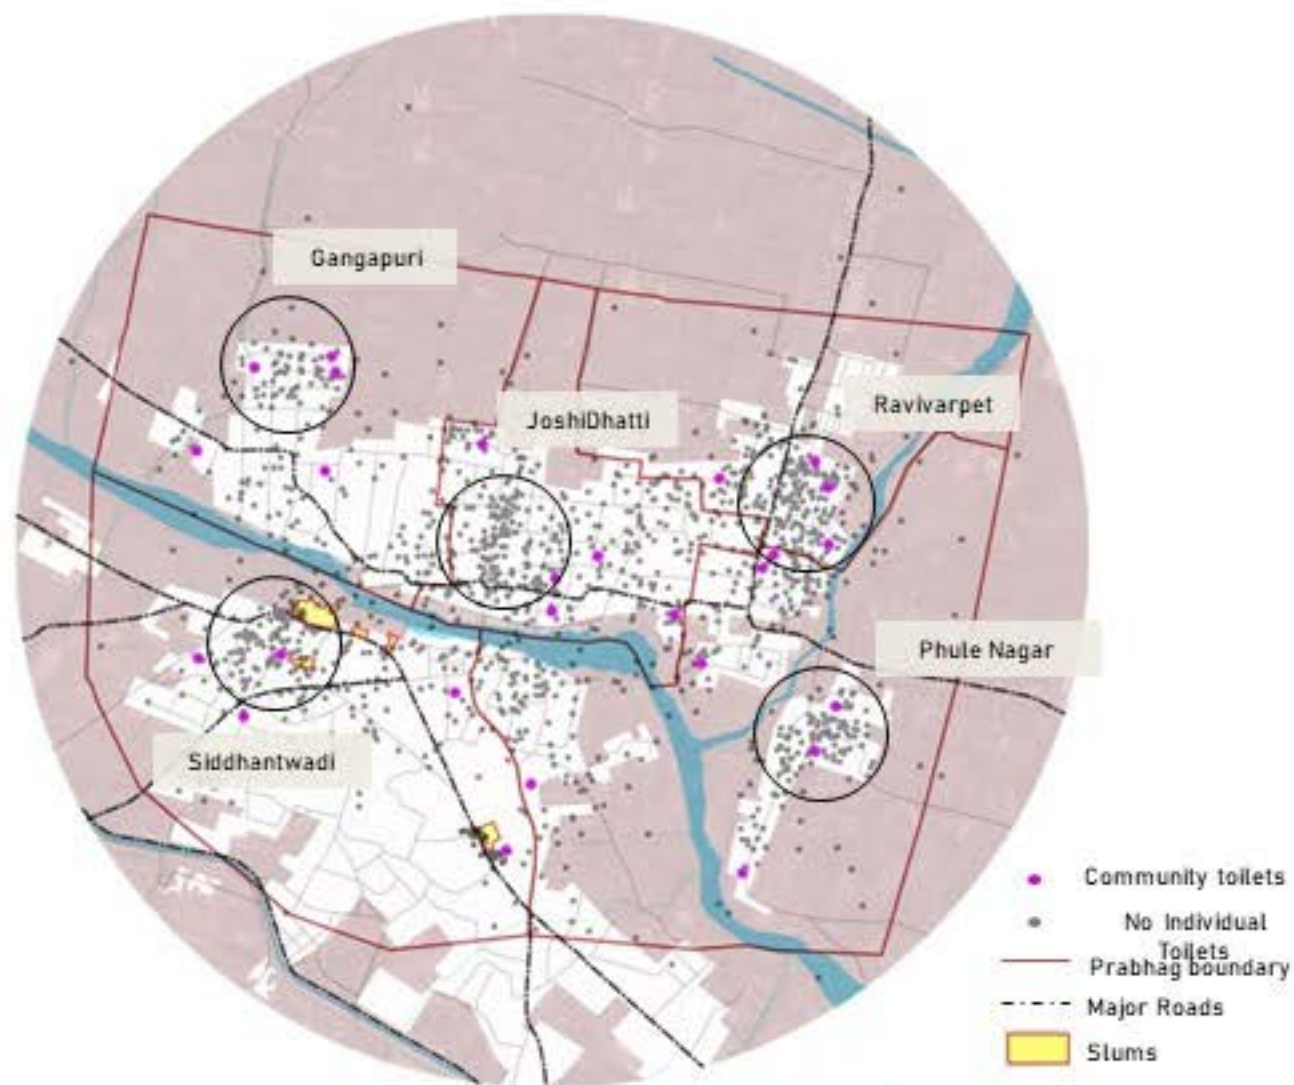 Gangapuri
JoshiDhatti
Ravivarpet
Phule Nagar
Siddhantwadi
Community toilets
No Individual
Toilets
Prabhag boundary
Major Roads
Slums